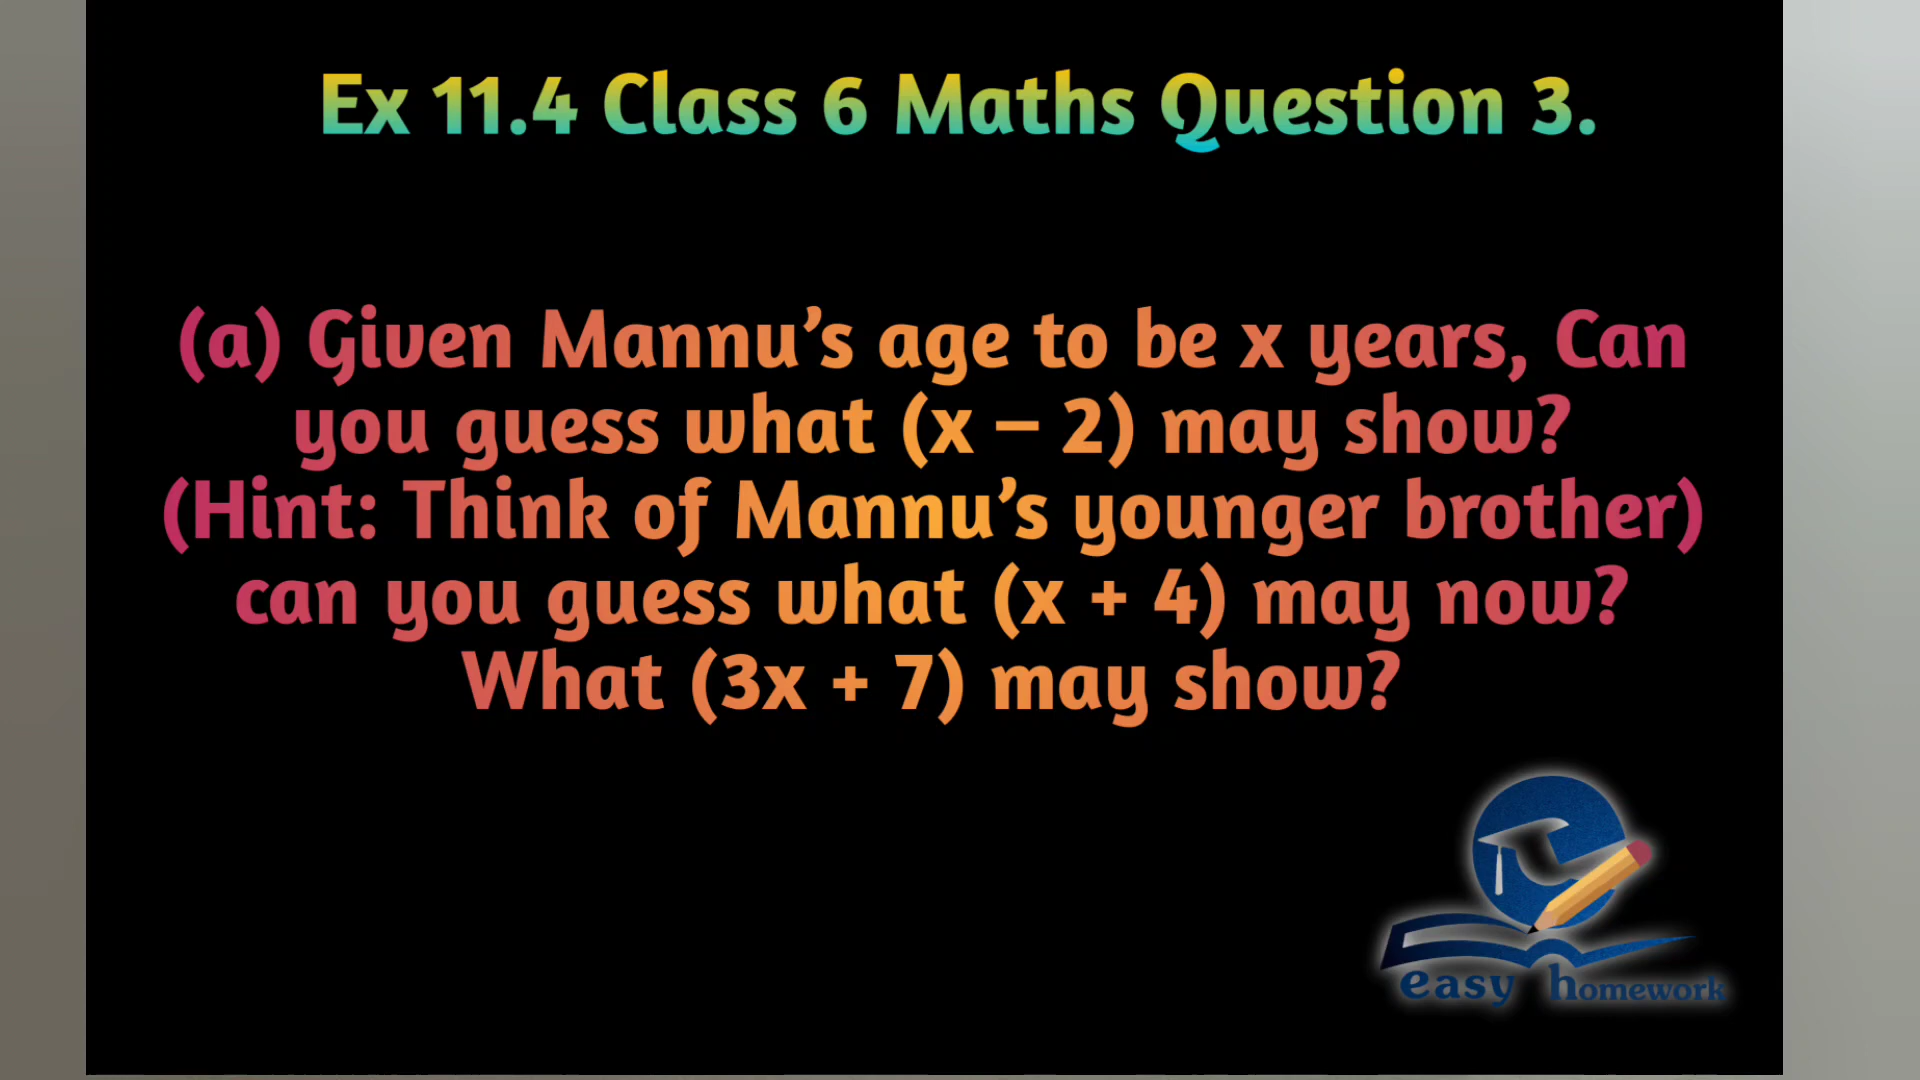 Ex 11.4 Class 6 Maths Question 3.
(a) Given Mannu’s age to be x years, Can
you guess what (x – 2) may show?
(Hint: Think of Mannu’s younger brother)
can you guess what (x + 4) may now?
What (3x + 7) may show?
easy homework